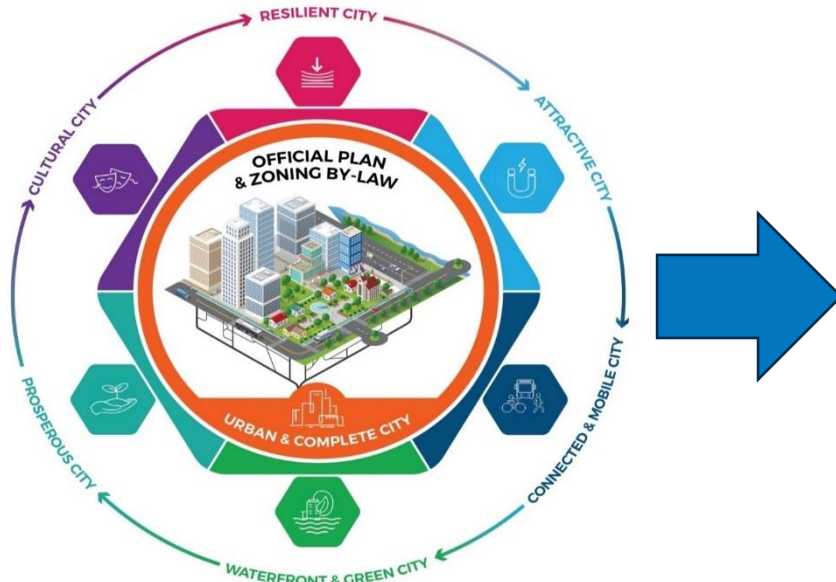 RESILIENT CITY
ATTRACTIVE CITY
CONNECTED & MOBILE CITY
WATERFRONT & GREEN CITY
PROSPEROUS CITY
CULTURAL CITY
OFFICIAL PLAN
& ZONING BY-LAW
URBAN & COMPLETE CITY